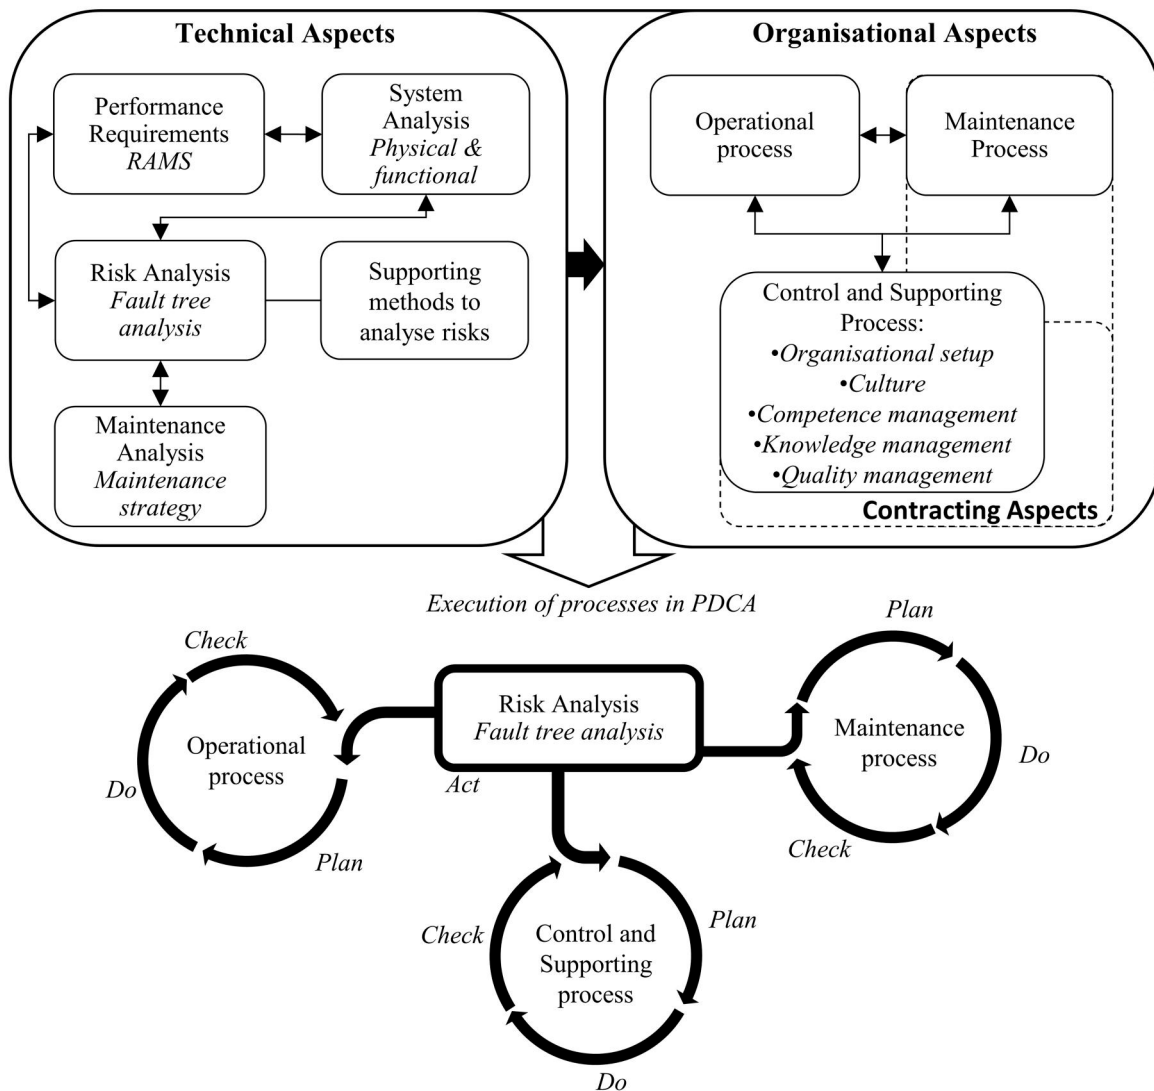 Technical Aspects
Performance
Requirements
RAMS
System
Analysis
Physical &
functional
Risk Analysis
Fault tree
analysis
Supporting
methods to
analyse risks
Maintenance
Analysis
Maintenance
strategy
Organisational Aspects
Operational
process
Maintenance
Process
Control and Supporting
Process:
•Organisational setup
•Culture
•Competence management
•Knowledge management
•Quality management
Contracting Aspects
Execution of processes in PDCA
Check
Do
Plan
Operational
process
Risk Analysis
Fault tree analysis
Act
Plan
Do
Check
Maintenance
process
Check
Plan
Do
Control and
Supporting
process